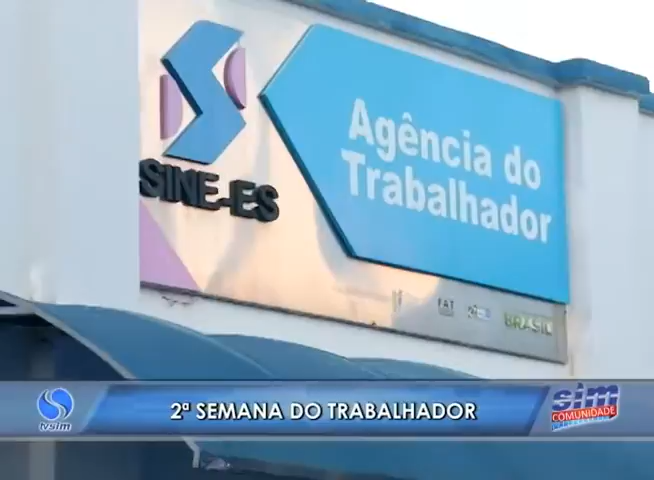 Agência do
Trabalhador
SINE-ES
FAT
BRASIL
2ª SEMANA DO TRABALHADOR
tvsim
sim
COMUNIDADE